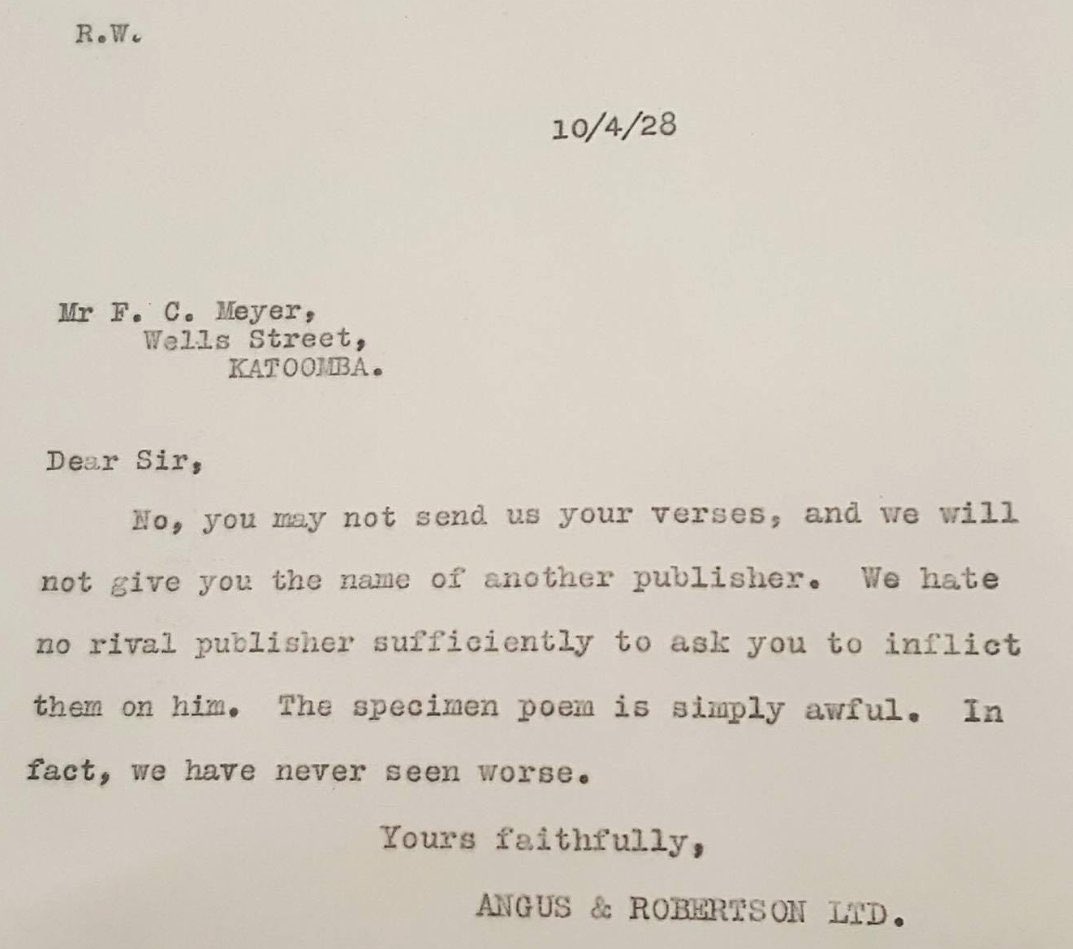 R.W.
10/4/28
Mr F. C. Meyer,
Wells Street,
KATOOMBA.
Dear Sir,
No, you may not send us your verses, and we will
not give you the name of another publisher. We hate
no rival publisher sufficiently to ask you to inflict
them on him. The specimen poem is simply awful. In
fact, we have never seen worse.
Yours faithfully,
ANGUS & ROBERTSON LTD.